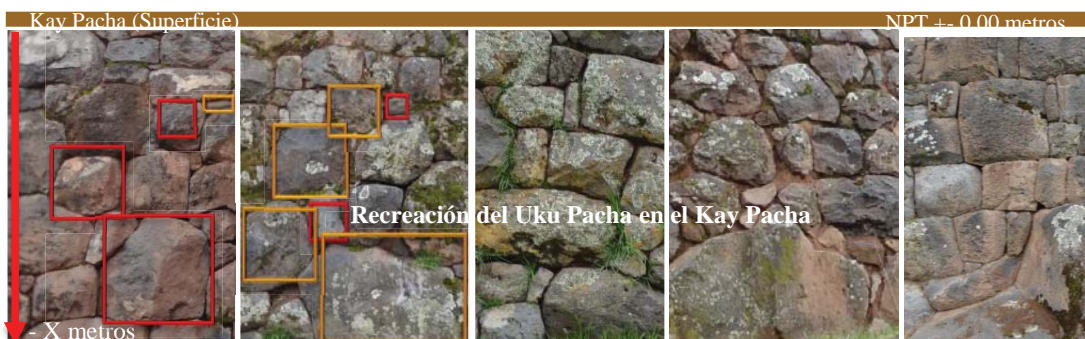 Kay Pacha (Superficie)
NPT +- 0.00 metros
Recreación del Uku Pacha en el Kay Pacha
- X metros